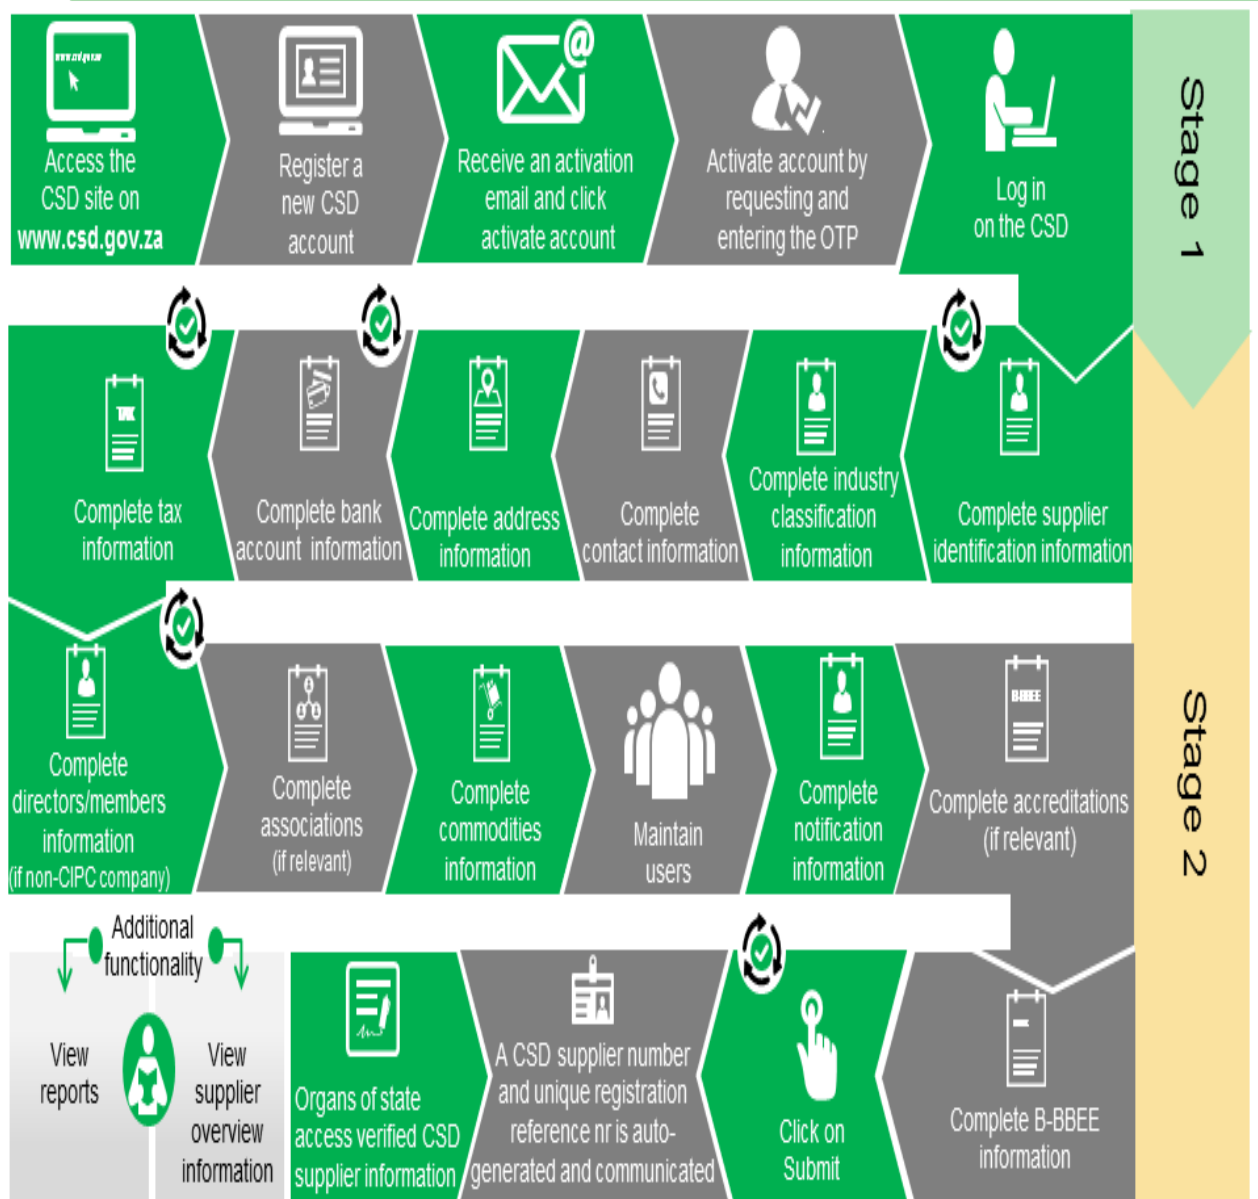 www.csd.gov.za
Access the
CSD site on
www.csd.gov.za
Register a
new CSD
account
@
Receive an activation
email and click
activate account
Activate account by
requesting and
entering the OTP
Log in
on the CSD
Stage 1
Complete supplier
identification information
Complete industry
classification
information
Complete
contact information
Complete address
information
Complete bank
account information
TAX
Complete tax
information
Complete
directors/members
information
(if non-CIPC company)
Complete
associations
(if relevant)
Complete
commodities
information
Maintain
users
Complete
notification
information
B-BBEE
Complete accreditations
(if relevant)
Stage 2
Complete B-BBEE
information
Click on
Submit
A CSD supplier number
and unique registration
reference nr is auto-
generated and communicated
Organs of state
access verified CSD
supplier information
Additional
functionality
View
reports
View
supplier
overview
information